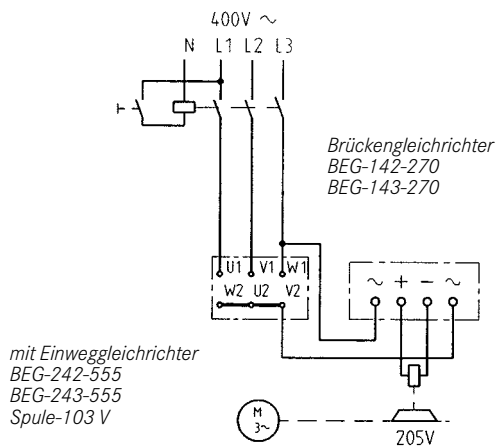 400V ~
N L1 L2 L3
Brückengleichrichter
BEG-142-270
BEG-143-270
U1 V1 W1
W2 U2 V2
~ + - ~
mit Einweggleichrichter
BEG-242-555
BEG-243-555
Spule-103 V
M
3~
205V